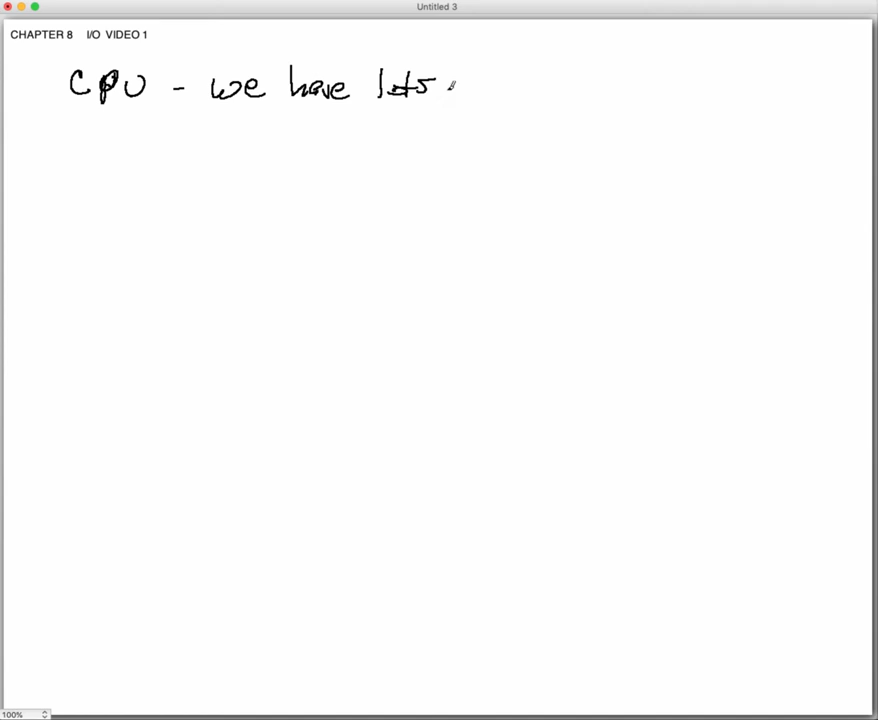 Untitled 3
CHAPTER 8 I/O VIDEO 1
CPU - we have lots
100%